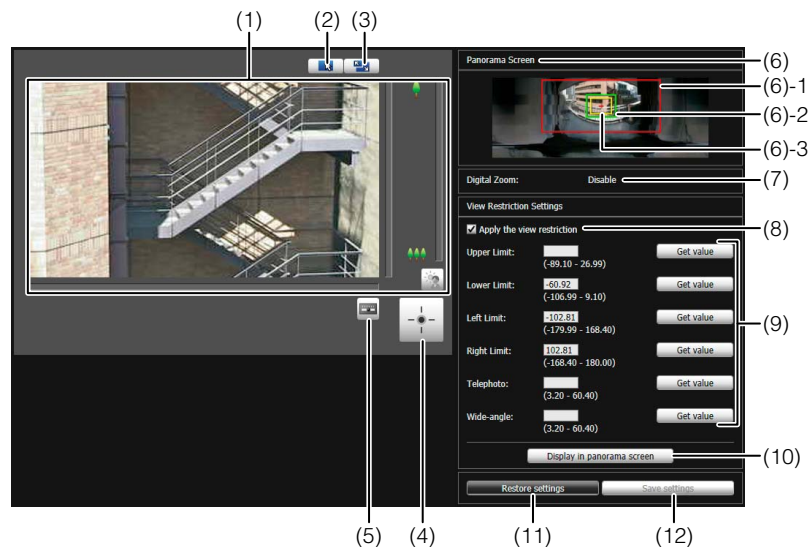 (1)
(2)
(3)
Panorama Screen
(6)
(6)-1
(6)-2
(6)-3
Digital Zoom: Disable
(7)
View Restriction Settings
Apply the view restriction
(8)
Upper Limit: Get value
(-89.10 - 26.99)
Lower Limit: -60.92 Get value
(-106.99 - 9.10)
Left Limit: -102.81 Get value
(-179.99 - 168.40)
(9)
Right Limit: 102.81 Get value
(-168.40 - 180.00)
Telephoto: Get value
(3.20 - 60.40)
Wide-angle: Get value
(3.20 - 60.40)
Display in panorama screen
(10)
Restore settings Save settings
(5)
(4)
(11)
(12)